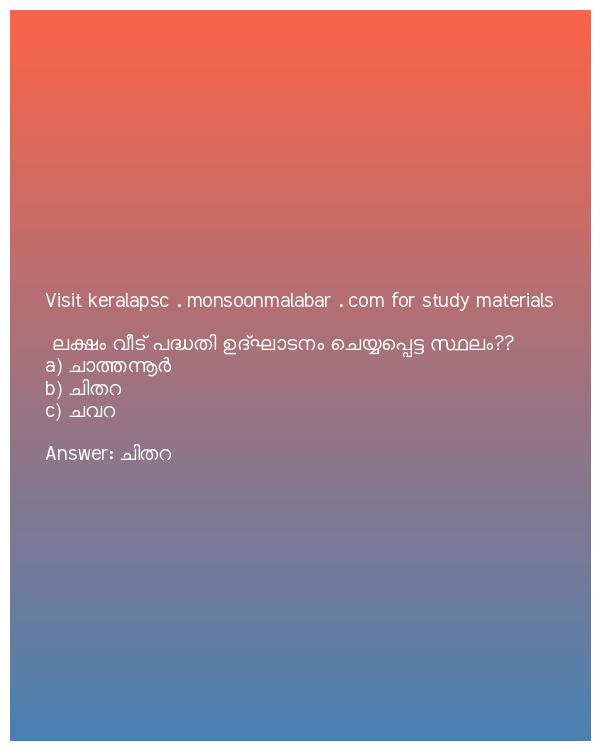 Visit keralapsc . monsoonmalabar . com for study materials
ലക്ഷം വീട് പദ്ധതി ഉദ്ഘാടനം ചെയ്യപ്പെട്ട സ്ഥലം??
a) ചാത്തന്നൂർ
b) ചിതറ
c) ചവറ
Answer: ചിതറ